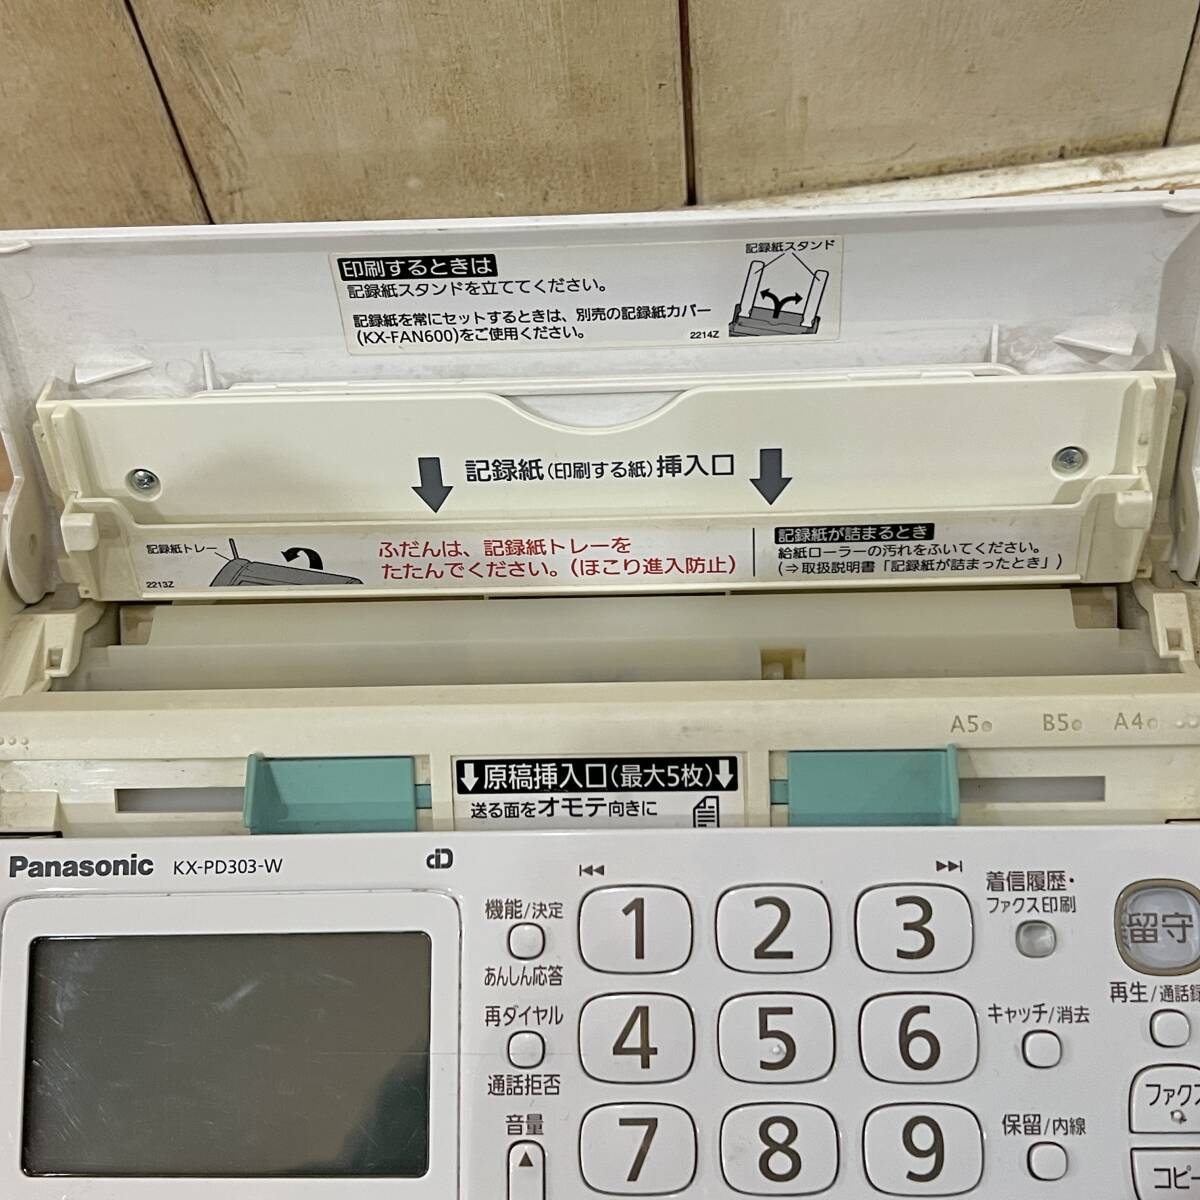 印刷するときは
記録紙スタンドを立ててください。
記録紙を常にセットするときは、別売の記録紙カバー
(KX-FAN600)をご使用ください。
2214Z
記録紙スタンド
記録紙(印刷する紙)挿入口
記録紙トレー
2213Z
ふだんは、記録紙トレーを
たたんでください。(ほこり進入防止)
記録紙が詰まるとき
給紙ローラーの汚れをふいてください。
(⇒取扱説明書「記録紙が詰まったとき」)
A5 B5 A4
↓原稿挿入口(最大5枚)↓
送る面をオモテ向きに
Panasonic KX-PD303-W
機能/決定
あんしん応答
再ダイヤル
通話拒否
音量
1 2 3
4 5 6
7 8 9
着信履歴・
ファクス印刷
キャッチ/消去
保留/内線
留守
再生/通話録
ファクス
コピ